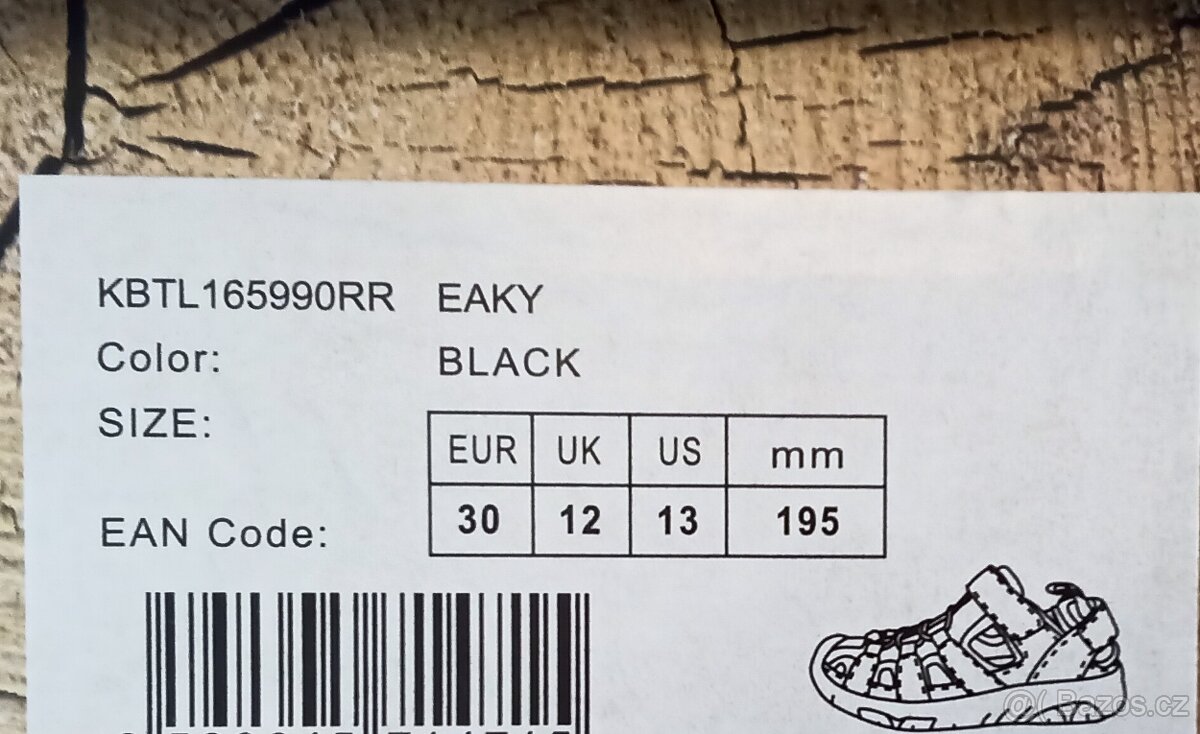 KBTL165990RR EAKY
Color: BLACK
SIZE:
EUR UK US mm
30 12 13 195
EAN Code:
@( Bazos.cz